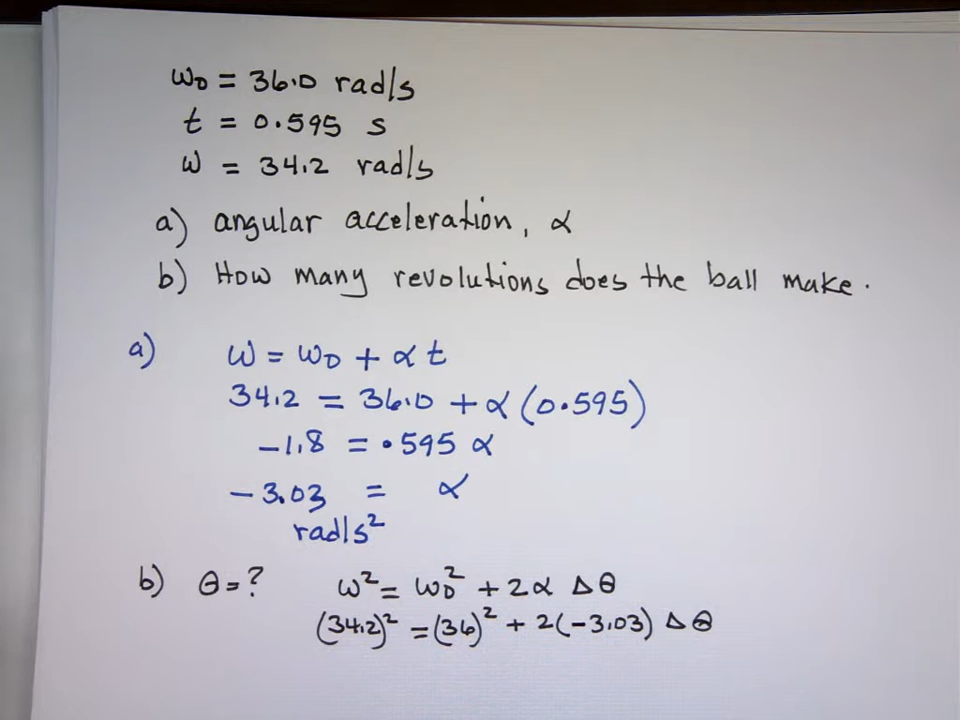 ω₀ = 36.0 rad/s
t = 0.595 s
ω = 34.2 rad/s
a) angular acceleration, α
b) How many revolutions does the ball make.
a) ω = ω₀ + αt
34.2 = 36.0 + α(0.595)
-1.8 = .595 α
-3.03 = α
rad/s²
b) θ = ? ω² = ω₀² + 2α Δθ
(34.2)² = (36)² + 2(-3.03) Δθ